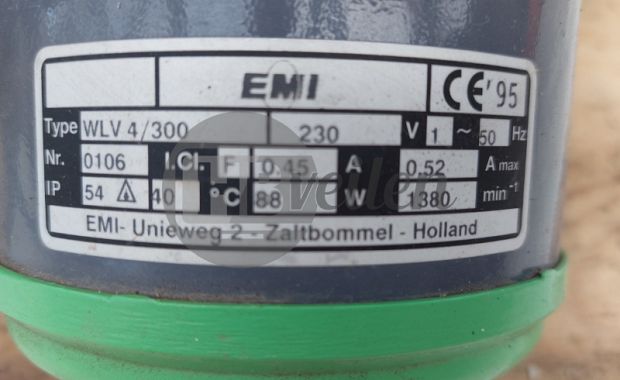 EMI CE '95
Type WLV 4/300 230 V 1 ~ 50 Hz
Nr. 0106 I.Cl. F 0.45 A 0.52 A max
IP 54 40 °C 88 W 1380 min⁻¹
EMI- Unieweg 2 - Zaltbommel - Holland
veilen